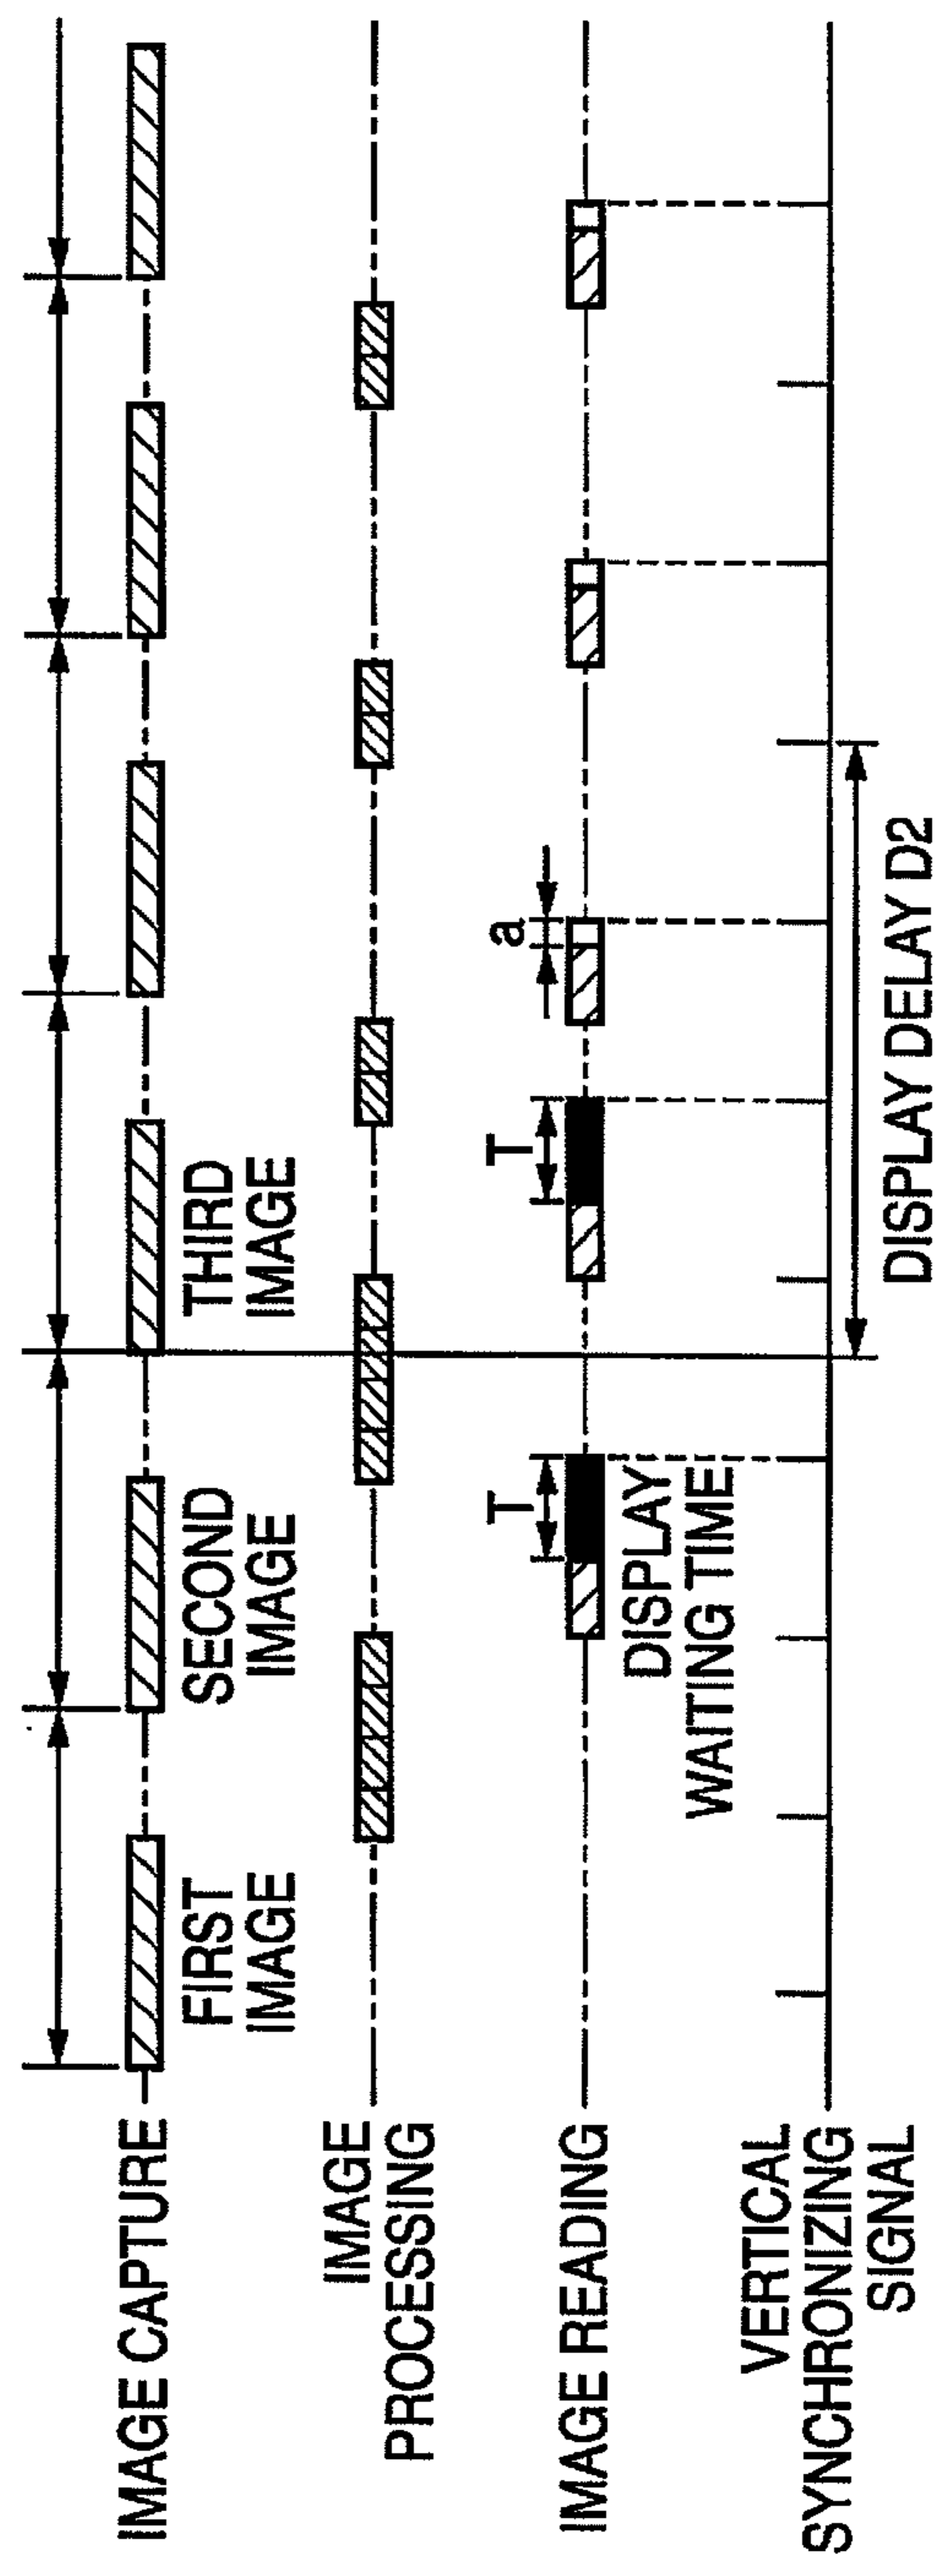 IMAGE CAPTURE
FIRST
IMAGE
SECOND
IMAGE
THIRD
IMAGE
IMAGE
PROCESSING
IMAGE READING
T
T
a
DISPLAY
WAITING TIME
VERTICAL
SYNCHRONIZING
SIGNAL
DISPLAY DELAY D2